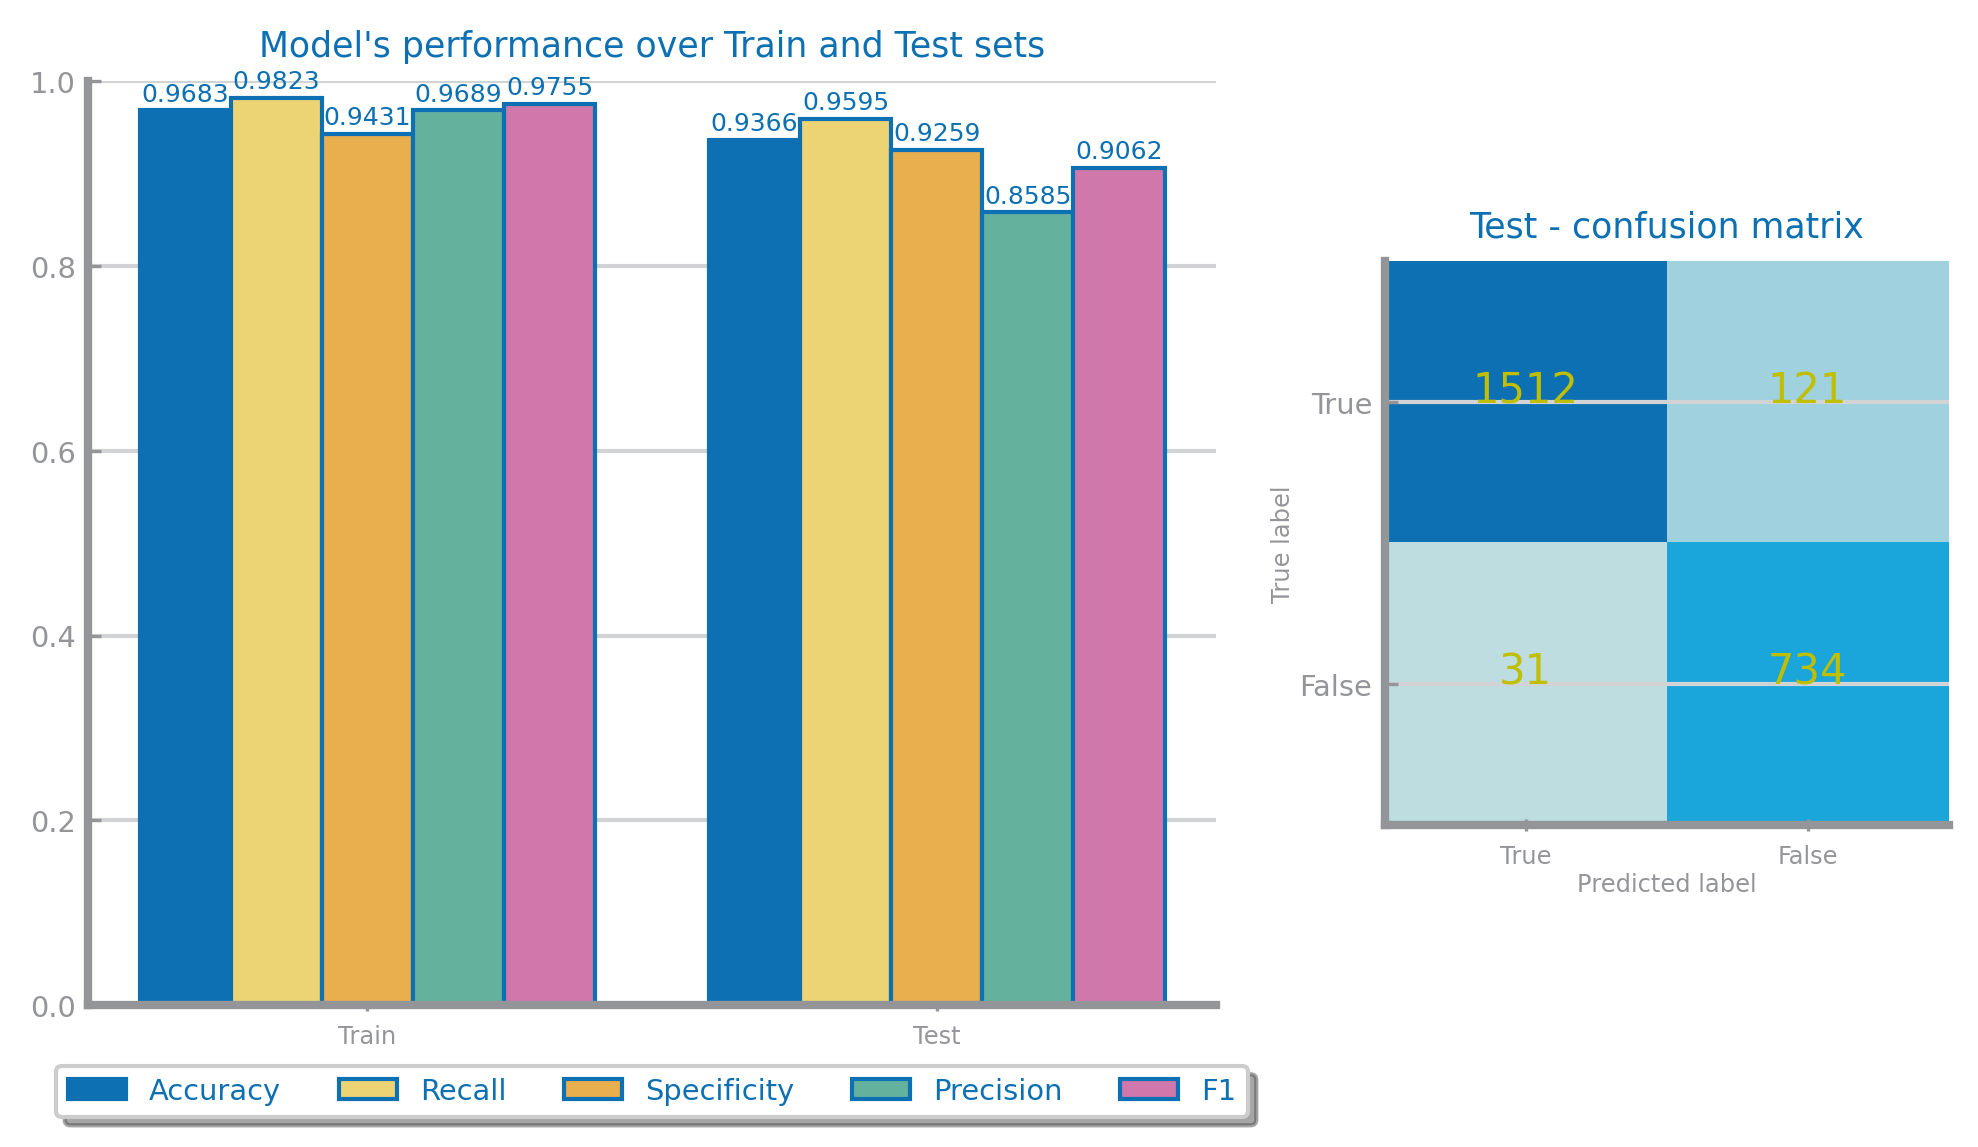 Model's performance over Train and Test sets
1.0
0.8
0.6
0.4
0.2
0.0
0.9683
0.9823
0.9431
0.9689
0.9755
0.9366
0.9595
0.9259
0.8585
0.9062
Train
Test
Accuracy
Recall
Specificity
Precision
F1
Test - confusion matrix
True label
True
False
1512
121
31
734
True
False
Predicted label